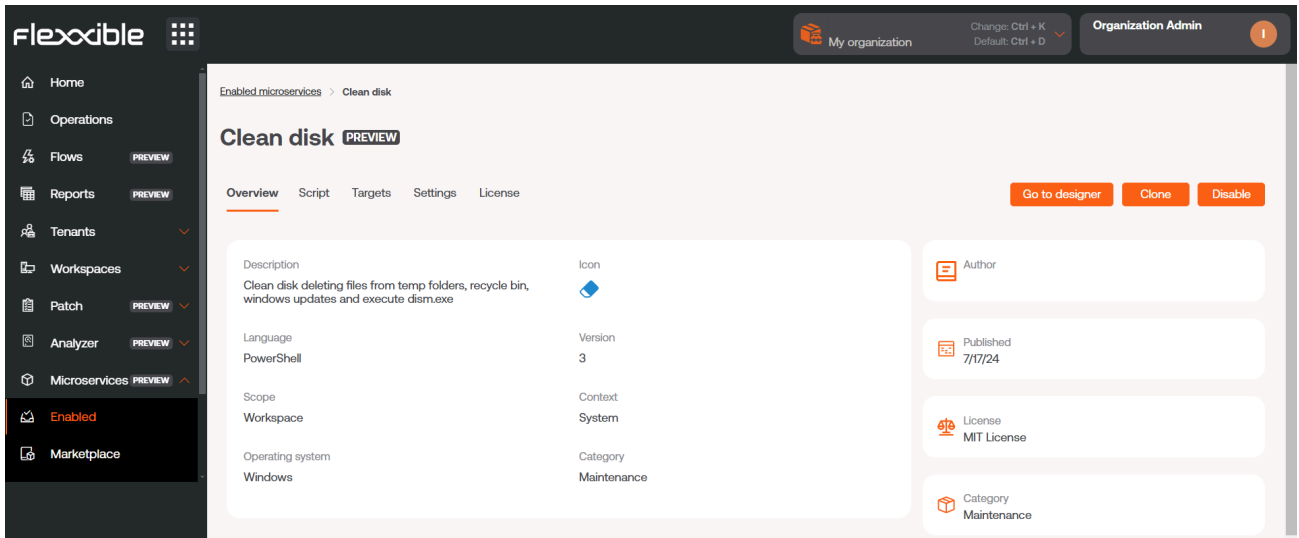 flexxible
My organization
Change: Ctrl + K
Default: Ctrl + D
Organization Admin
I
Home
Operations
Flows PREVIEW
Reports PREVIEW
Tenants
Workspaces
Patch PREVIEW
Analyzer PREVIEW
Microservices PREVIEW
Enabled
Marketplace
Enabled microservices > Clean disk
Clean disk PREVIEW
Overview Script Targets Settings License
Go to designer Clone Disable
Description
Clean disk deleting files from temp folders, recycle bin,
windows updates and execute dism.exe
Icon
Language
PowerShell
Version
3
Scope
Workspace
Context
System
Operating system
Windows
Category
Maintenance
Author
Published
7/17/24
License
MIT License
Category
Maintenance